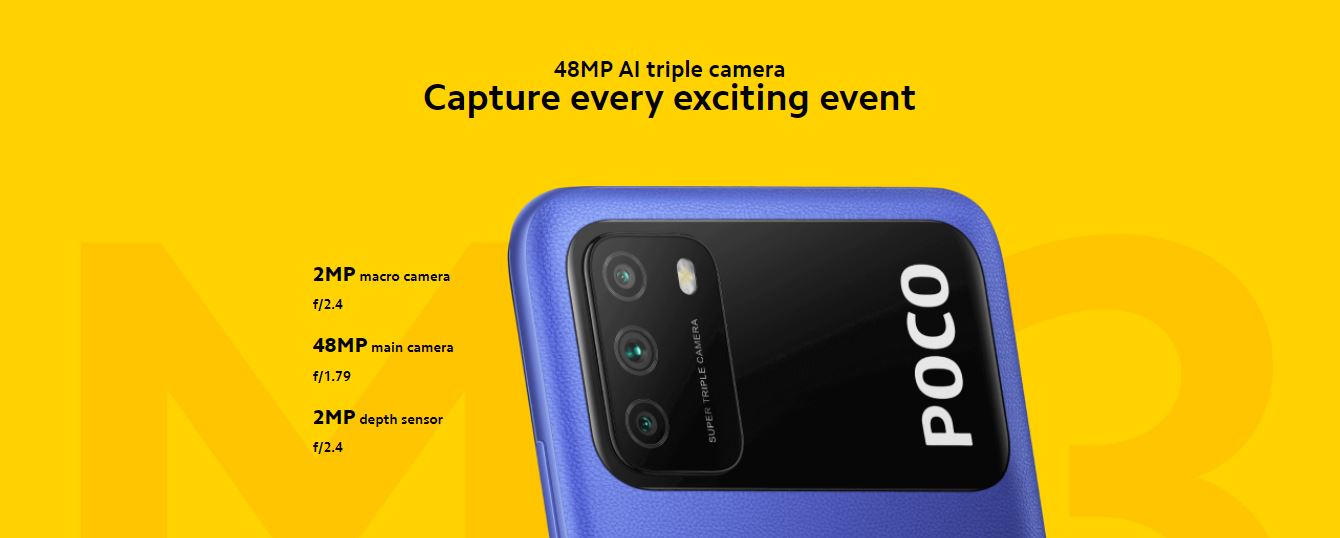 48MP AI triple camera
Capture every exciting event
2MP macro camera
f/2.4
48MP main camera
f/1.79
2MP depth sensor
f/2.4
SUPER TRIPLE CAMERA
POCO
M 3